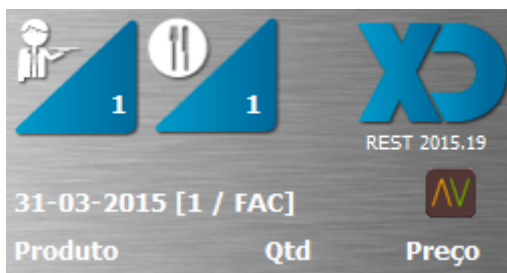 1 1
XD
REST 2015.19
31-03-2015 [1 / FAC]
Produto Qtd Preço